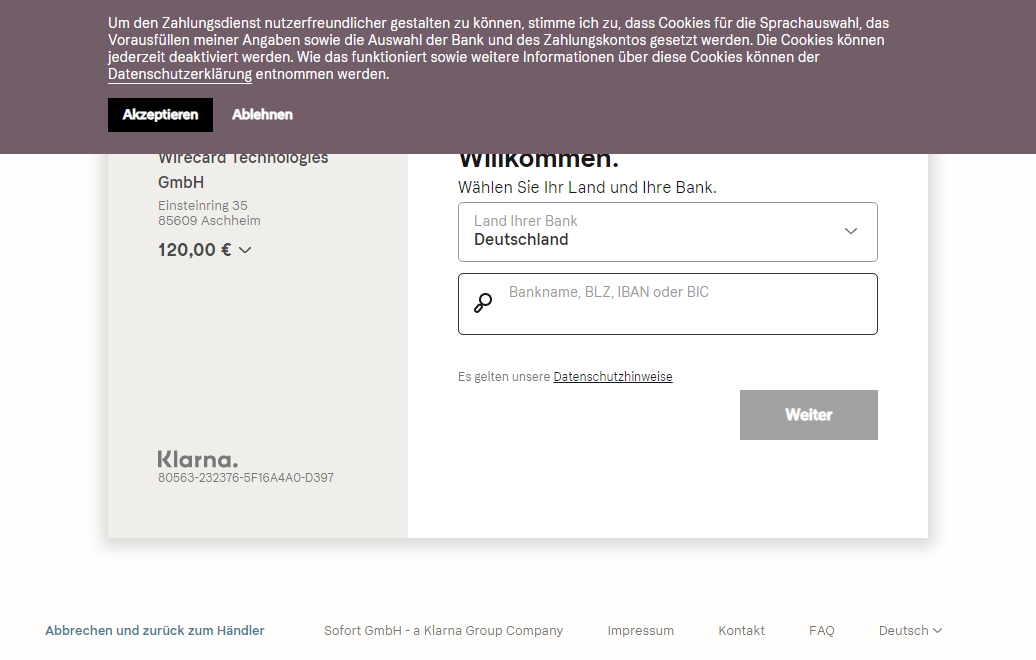 Um den Zahlungsdienst nutzerfreundlicher gestalten zu können, stimme ich zu, dass Cookies für die Sprachauswahl, das
Vorausfüllen meiner Angaben sowie die Auswahl der Bank und des Zahlungskontos gesetzt werden. Die Cookies können
jederzeit deaktiviert werden. Wie das funktioniert sowie weitere Informationen über diese Cookies können der
Datenschutzerklärung entnommen werden.
Akzeptieren
Ablehnen
Wirecard Technologies
GmbH
Einsteinring 35
85609 Aschheim
120,00 €
Klarna.
80563-232376-5F16A4A0-D397
Willkommen.
Wählen Sie Ihr Land und Ihre Bank.
Land Ihrer Bank
Deutschland
Bankname, BLZ, IBAN oder BIC
Es gelten unsere Datenschutzhinweise
Weiter
Abbrechen und zurück zum Händler
Sofort GmbH - a Klarna Group Company
Impressum
Kontakt
FAQ
Deutsch